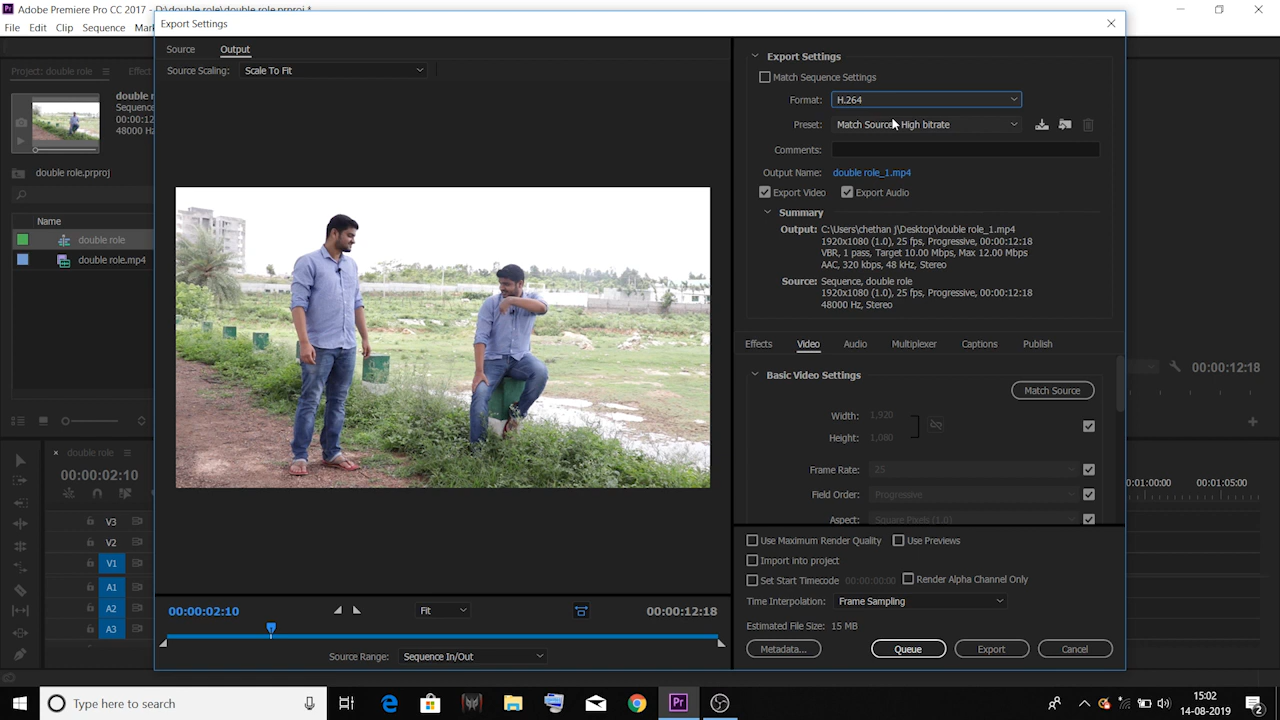 Adobe Premiere Pro CC 2017 - D:\double role\double role.prproj *
File Edit Clip Sequence Mar
Export Settings
Project: double role
Effect
double r
Sequence
00:00:12
48000 Hz
double role.prproj
Name
double role
double role.mp4
Source Output
Source Scaling: Scale To Fit
00:00:02:10
Fit
00:00:12:18
Source Range: Sequence In/Out
Export Settings
Match Sequence Settings
Format: H.264
Preset: Match Source High bitrate
Comments:
Output Name: double role_1.mp4
Export Video Export Audio
Summary
Output: C:\Users\chethan j\Desktop\double role_1.mp4
1920x1080 (1.0), 25 fps, Progressive, 00:00:12:18
VBR, 1 pass, Target 10.00 Mbps, Max 12.00 Mbps
AAC, 320 kbps, 48 kHz, Stereo
Source: Sequence, double role
1920x1080 (1.0), 25 fps, Progressive, 00:00:12:18
48000 Hz, Stereo
Effects Video Audio Multiplexer Captions Publish
Basic Video Settings
Match Source
Width: 1,920
Height: 1,080
Frame Rate: 25
Field Order: Progressive
Aspect: Square Pixels (1.0)
Use Maximum Render Quality Use Previews
Import into project
Set Start Timecode 00:00:00:00 Render Alpha Channel Only
Time Interpolation: Frame Sampling
Estimated File Size: 15 MB
Metadata... Queue Export Cancel
00:00:12:18
double role
00:00:02:10
V3
V2
V1
A1
A2
A3
0:01:00:00 00:01:05:00
Type here to search
15:02
14-08-2019
2